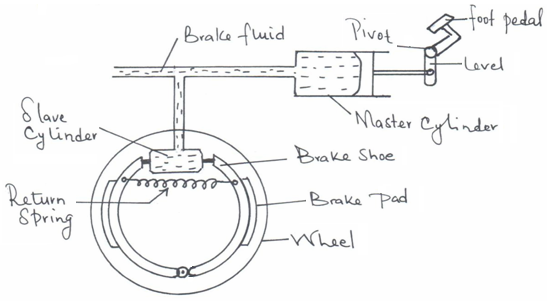 foot pedal
Pivot
Brake fluid
Level
Slave
Cylinder
Master Cylinder
Brake Shoe
Return
Spring
Brake Pad
Wheel